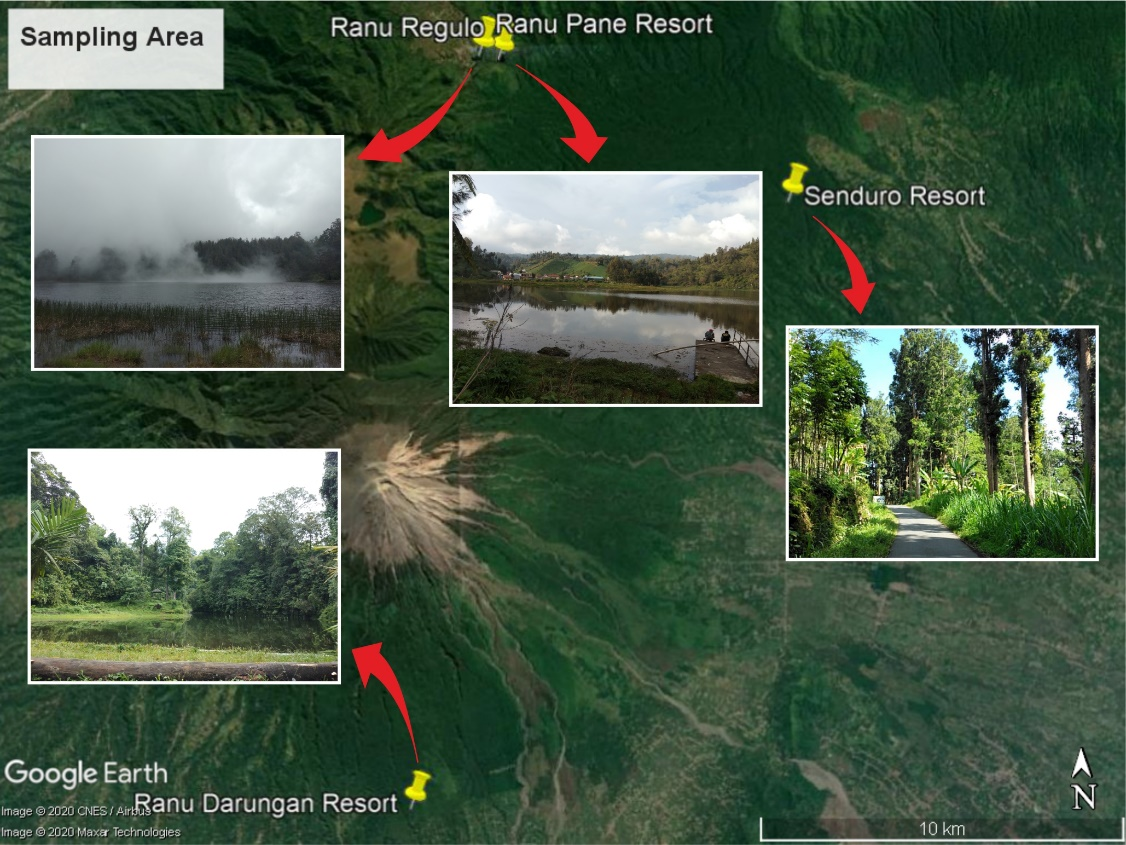 Sampling Area
Ranu Regulo
Ranu Pane Resort
Senduro Resort
Ranu Darungan Resort
Google Earth
Image © 2020 CNES / Airbus
Image © 2020 Maxar Technologies
N
10 km